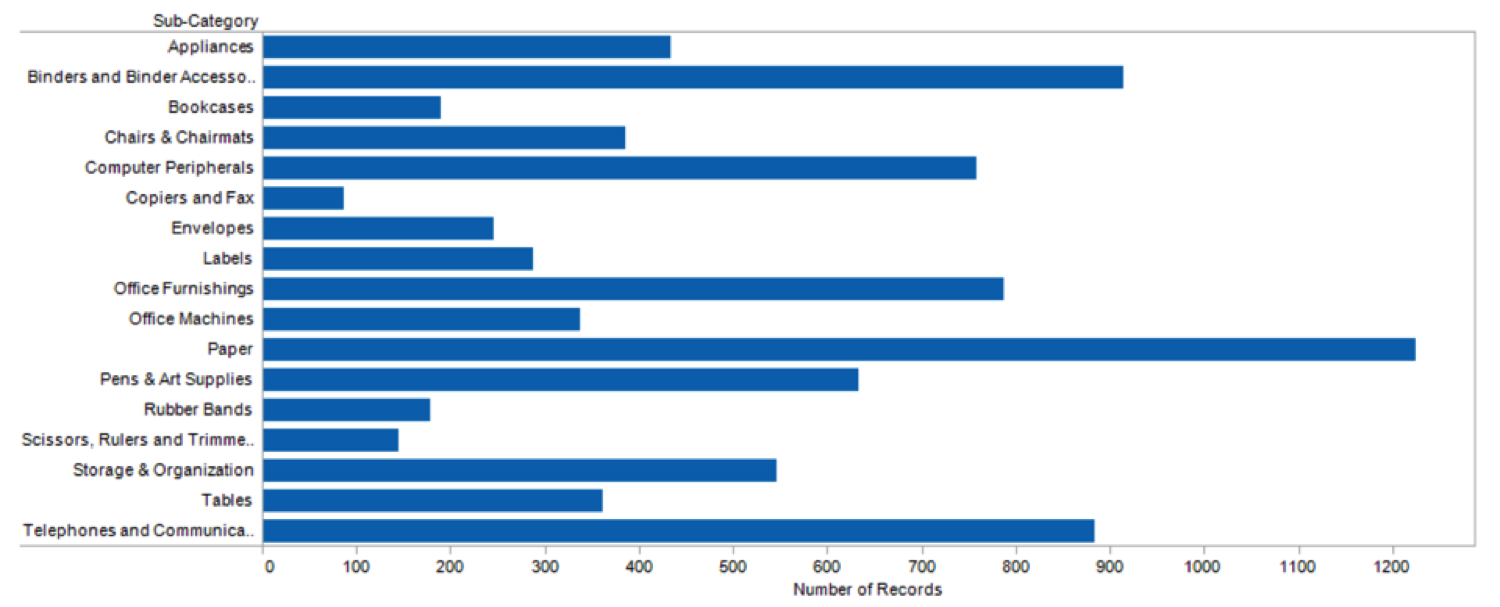 Sub-Category
Appliances
Binders and Binder Accesso..
Bookcases
Chairs & Chairmats
Computer Peripherals
Copiers and Fax
Envelopes
Labels
Office Furnishings
Office Machines
Paper
Pens & Art Supplies
Rubber Bands
Scissors, Rulers and Trimme..
Storage & Organization
Tables
Telephones and Communica..
0 100 200 300 400 500 600 700 800 900 1000 1100 1200
Number of Records